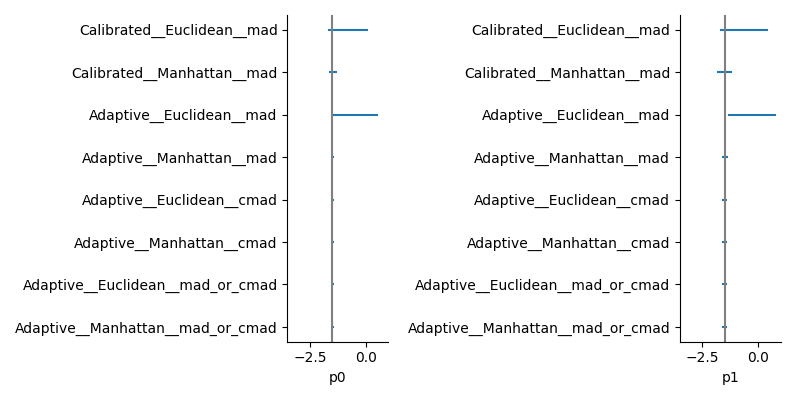 Calibrated__Euclidean__mad
Calibrated__Manhattan__mad
Adaptive__Euclidean__mad
Adaptive__Manhattan__mad
Adaptive__Euclidean__cmad
Adaptive__Manhattan__cmad
Adaptive__Euclidean__mad_or_cmad
Adaptive__Manhattan__mad_or_cmad
−2.5 0.0
p0
Calibrated__Euclidean__mad
Calibrated__Manhattan__mad
Adaptive__Euclidean__mad
Adaptive__Manhattan__mad
Adaptive__Euclidean__cmad
Adaptive__Manhattan__cmad
Adaptive__Euclidean__mad_or_cmad
Adaptive__Manhattan__mad_or_cmad
−2.5 0.0
p1